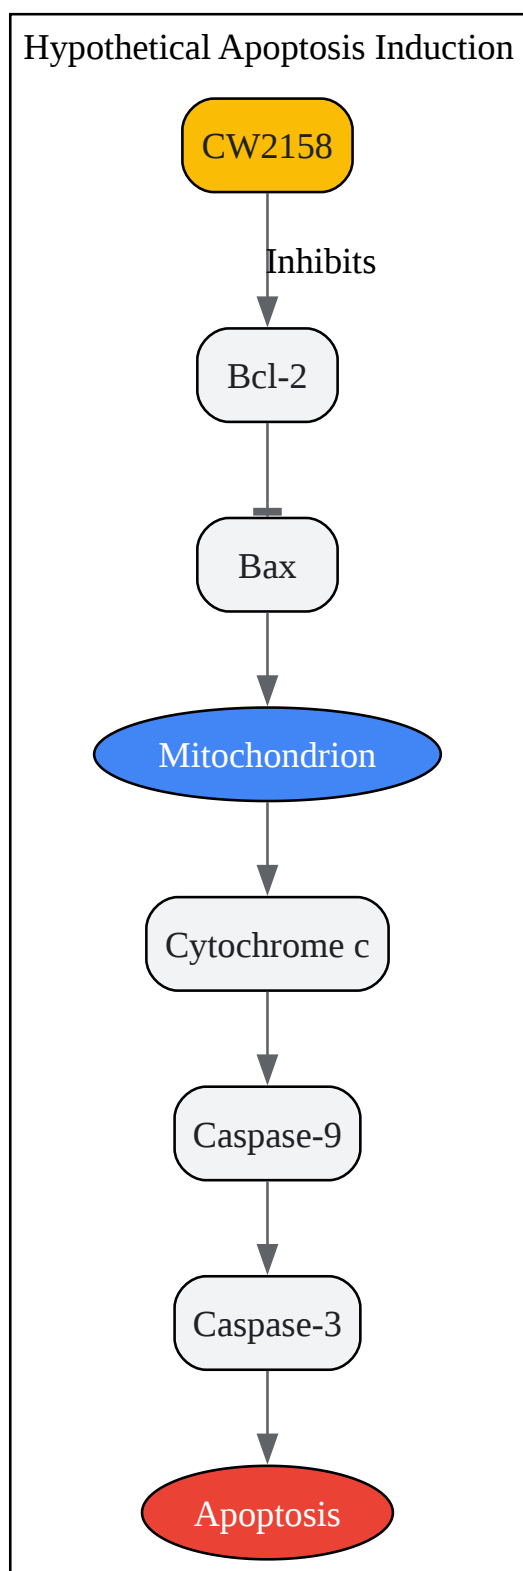 Hypothetical Apoptosis Induction
CW2158
Inhibits
Bcl-2
Bax
Mitochondrion
Cytochrome c
Caspase-9
Caspase-3
Apoptosis